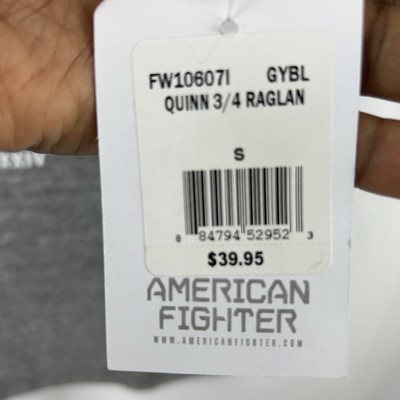 FW10607I GYBL
QUINN 3/4 RAGLAN
S
8 84794 52952 3
$39.95
AMERICAN
FIGHTER
WWW.AMERICANFIGHTER.COM